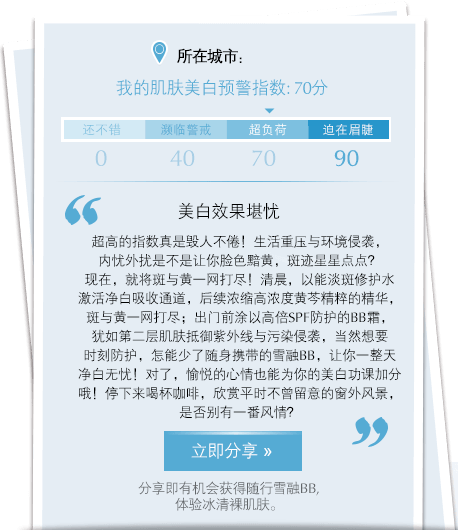 所在城市：
我的肌肤美白预警指数: 70分
还不错 濒临警戒 超负荷 迫在眉睫
0 40 70 90
“
美白效果堪忧
超高的指数真是毁人不倦！生活重压与环境侵袭，
内忧外扰是不是让你脸色黯黄，斑迹星星点点？
现在，就将斑与黄一网打尽！清晨，以能淡斑修护水
激活净白吸收通道，后续浓缩高浓度黄芩精粹的精华，
斑与黄一网打尽；出门前涂以高倍SPF防护的BB霜，
犹如第二层肌肤抵御紫外线与污染侵袭，当然想要
时刻防护，怎能少了随身携带的雪融BB，让你一整天
净白无忧！对了，愉悦的心情也能为你的美白功课加分
哦！停下来喝杯咖啡，欣赏平时不曾留意的窗外风景，
是否别有一番风情？
”
立即分享 »
分享即有机会获得随行雪融BB,
体验冰清裸肌肤。